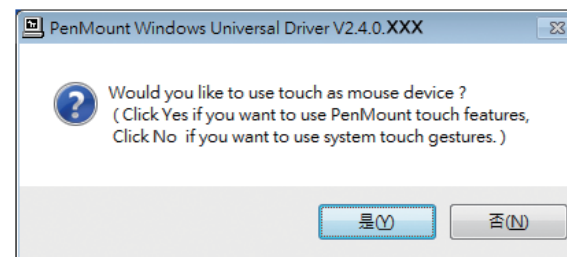 PenMount Windows Universal Driver V2.4.0.XXX
Would you like to use touch as mouse device ?
( Click Yes if you want to use PenMount touch features,
Click No if you want to use system touch gestures. )
是(Y) 否(N)